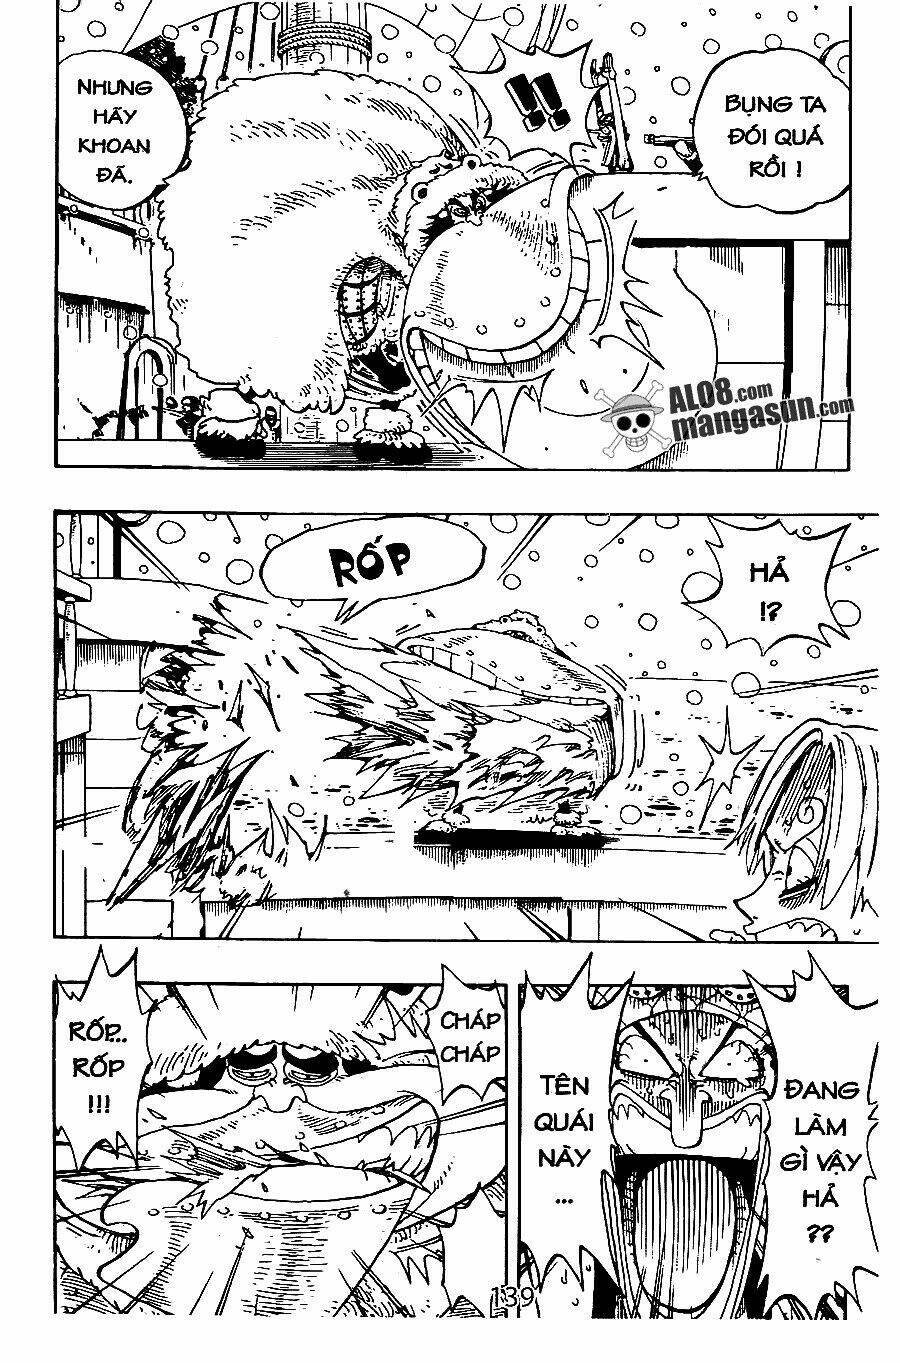 BỤNG TA
ĐÓI QUÁ
RỒI !
!!
NHƯNG
HÃY
KHOAN
ĐÃ.
ALO8.com
mangasun.com
HẢ
!?
RỐP
ĐANG
LÀM
GÌ VẬY
HẢ
??
TÊN
QUÁI
NÀY
...
CHÁP
CHÁP
RỐP...
RỐP
!!!
139